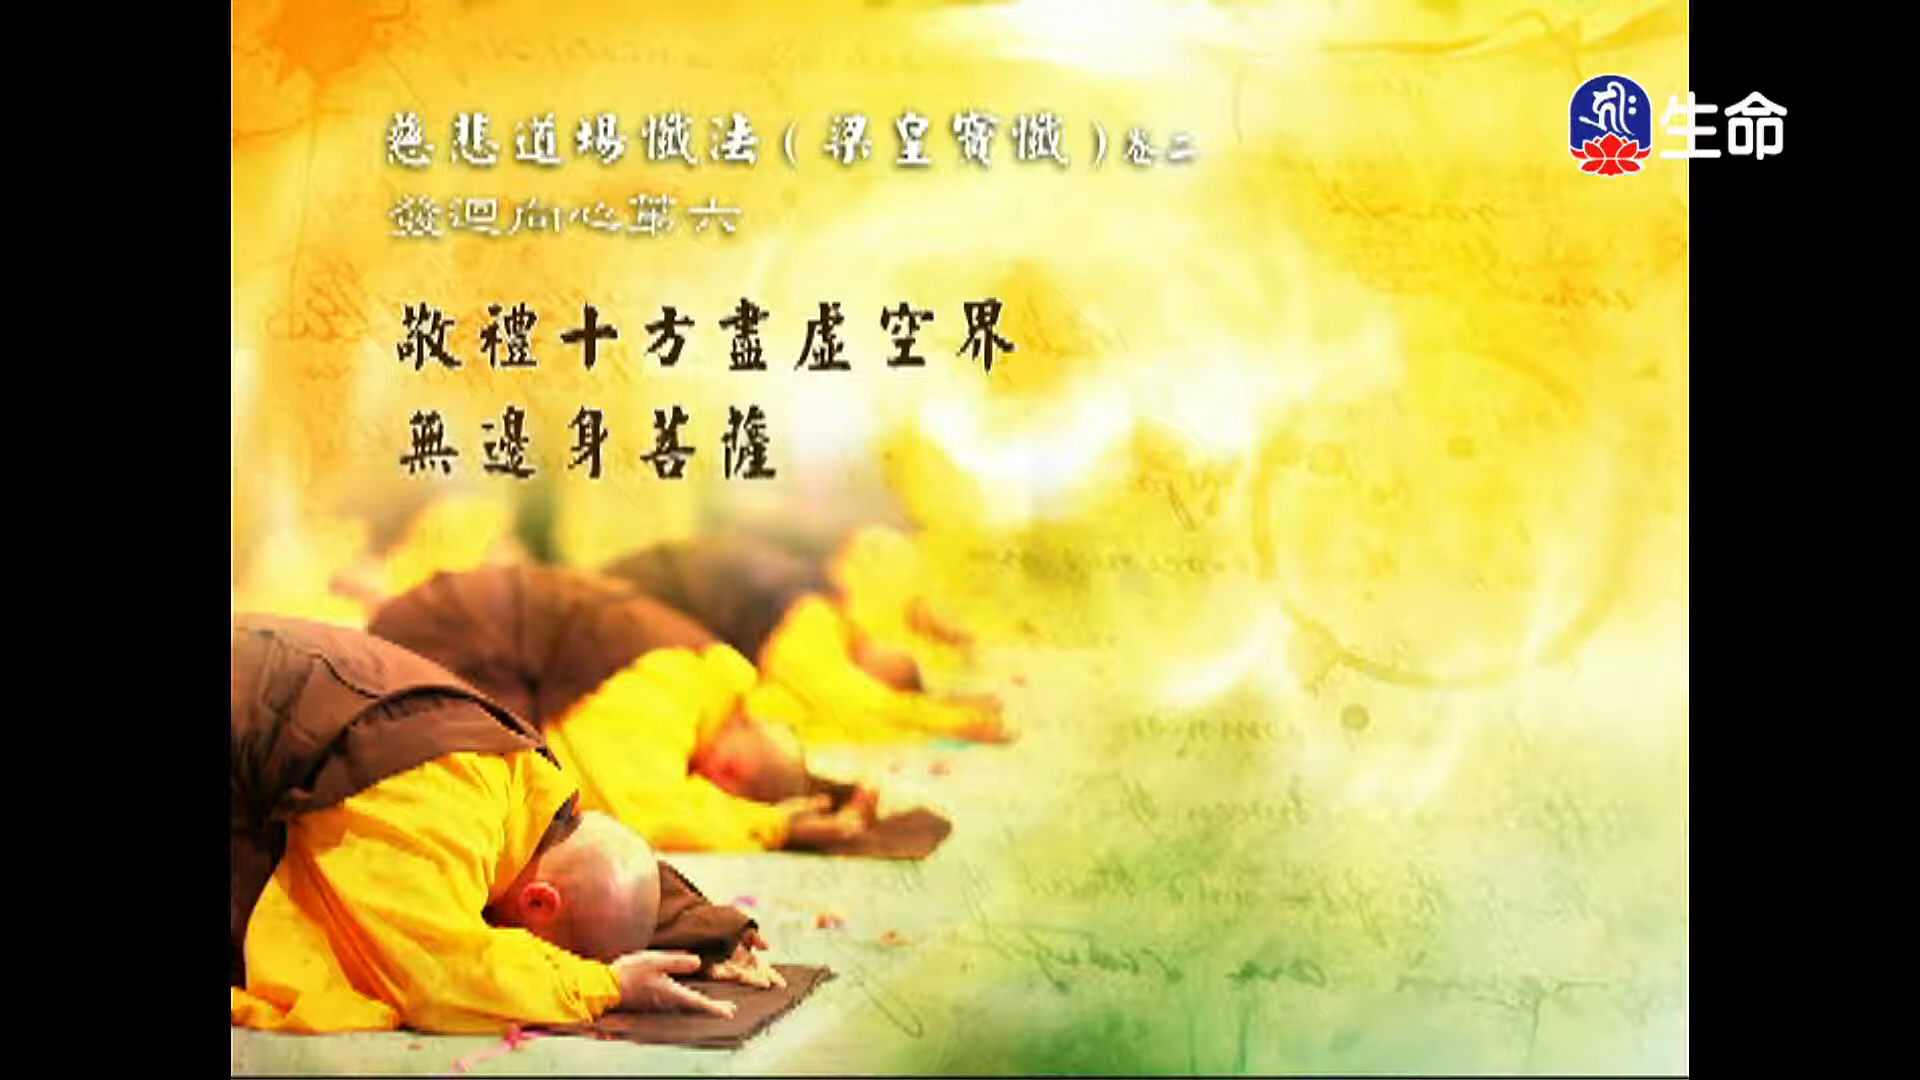 慈悲道場懺法(梁皇寶懺)卷二
發迴向心第六
敬禮十方盡虛空界
無邊身菩薩
生命